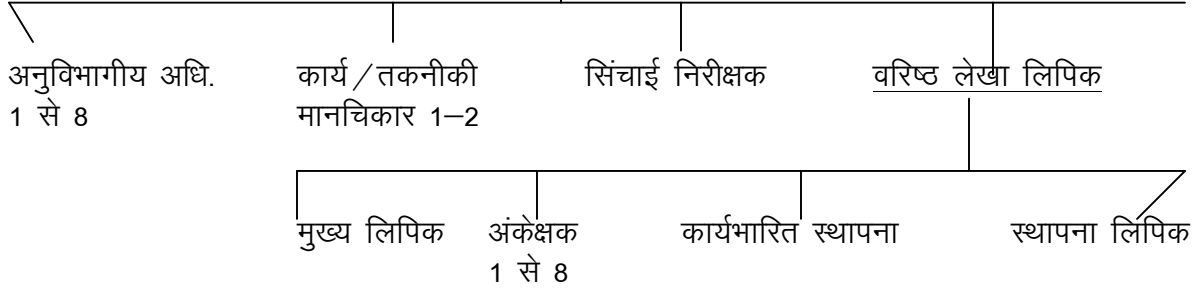 अनुविभागीय अधि. कार्य/तकनीकी सिंचाई निरीक्षक वरिष्ठ लेखा लिपिक
1 से 8 मानचिकार 1–2
मुख्य लिपिक अंकेक्षक कार्यभारित स्थापना स्थापना लिपिक
1 से 8